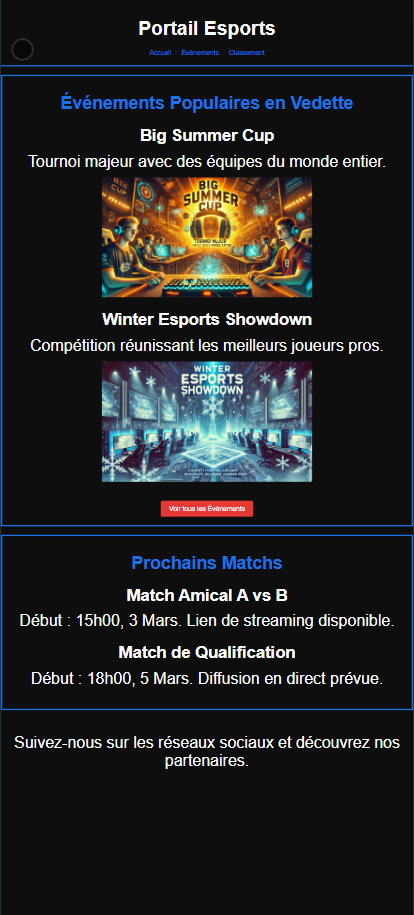 Portail Esports
Accueil Événements Classement
Événements Populaires en Vedette
Big Summer Cup
Tournoi majeur avec des équipes du monde entier.
BIG
SUMMER
CUP
TOURNOI MAJUR
Winter Esports Showdown
Compétition réunissant les meilleurs joueurs pros.
WINTER
ESPORTS
SHOWDOWN
Voir tous les Événements
Prochains Matchs
Match Amical A vs B
Début : 15h00, 3 Mars. Lien de streaming disponible.
Match de Qualification
Début : 18h00, 5 Mars. Diffusion en direct prévue.
Suivez-nous sur les réseaux sociaux et découvrez nos
partenaires.